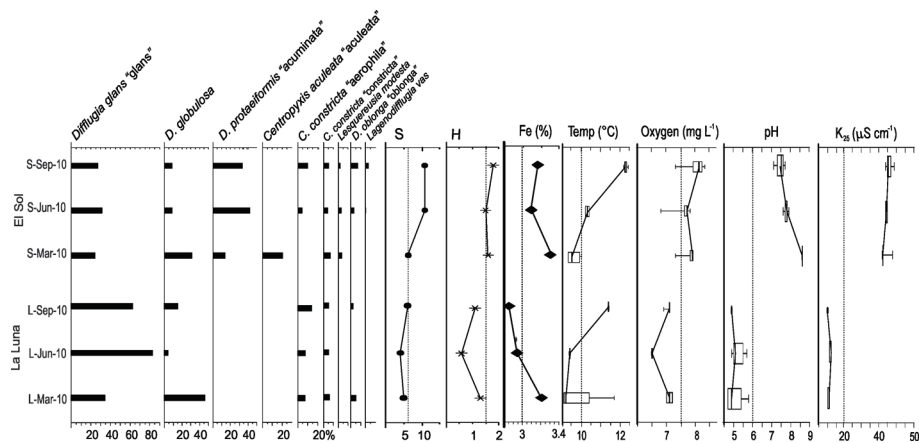 Difflugia glans "glans"
D. globulosa
D. protaeiformis "acuminata"
Centropyxis aculeata "aculeata"
C. constricta "aerophila"
C. constricta "constricta"
Lesquereusia modesta
D. oblonga "oblonga"
Lagenodifflugia vas
S H Fe (%) Temp (°C) Oxygen (mg L⁻¹) pH K₂₅ (µS cm⁻¹)
El Sol
S-Sep-10
S-Jun-10
S-Mar-10
La Luna
L-Sep-10
L-Jun-10
L-Mar-10
20 40 60 80 20 40 20 40 20 20% 5 10 0 1 2 3 3.4 10 12 7 8 5 6 7 8 9 10 20 30 40 50